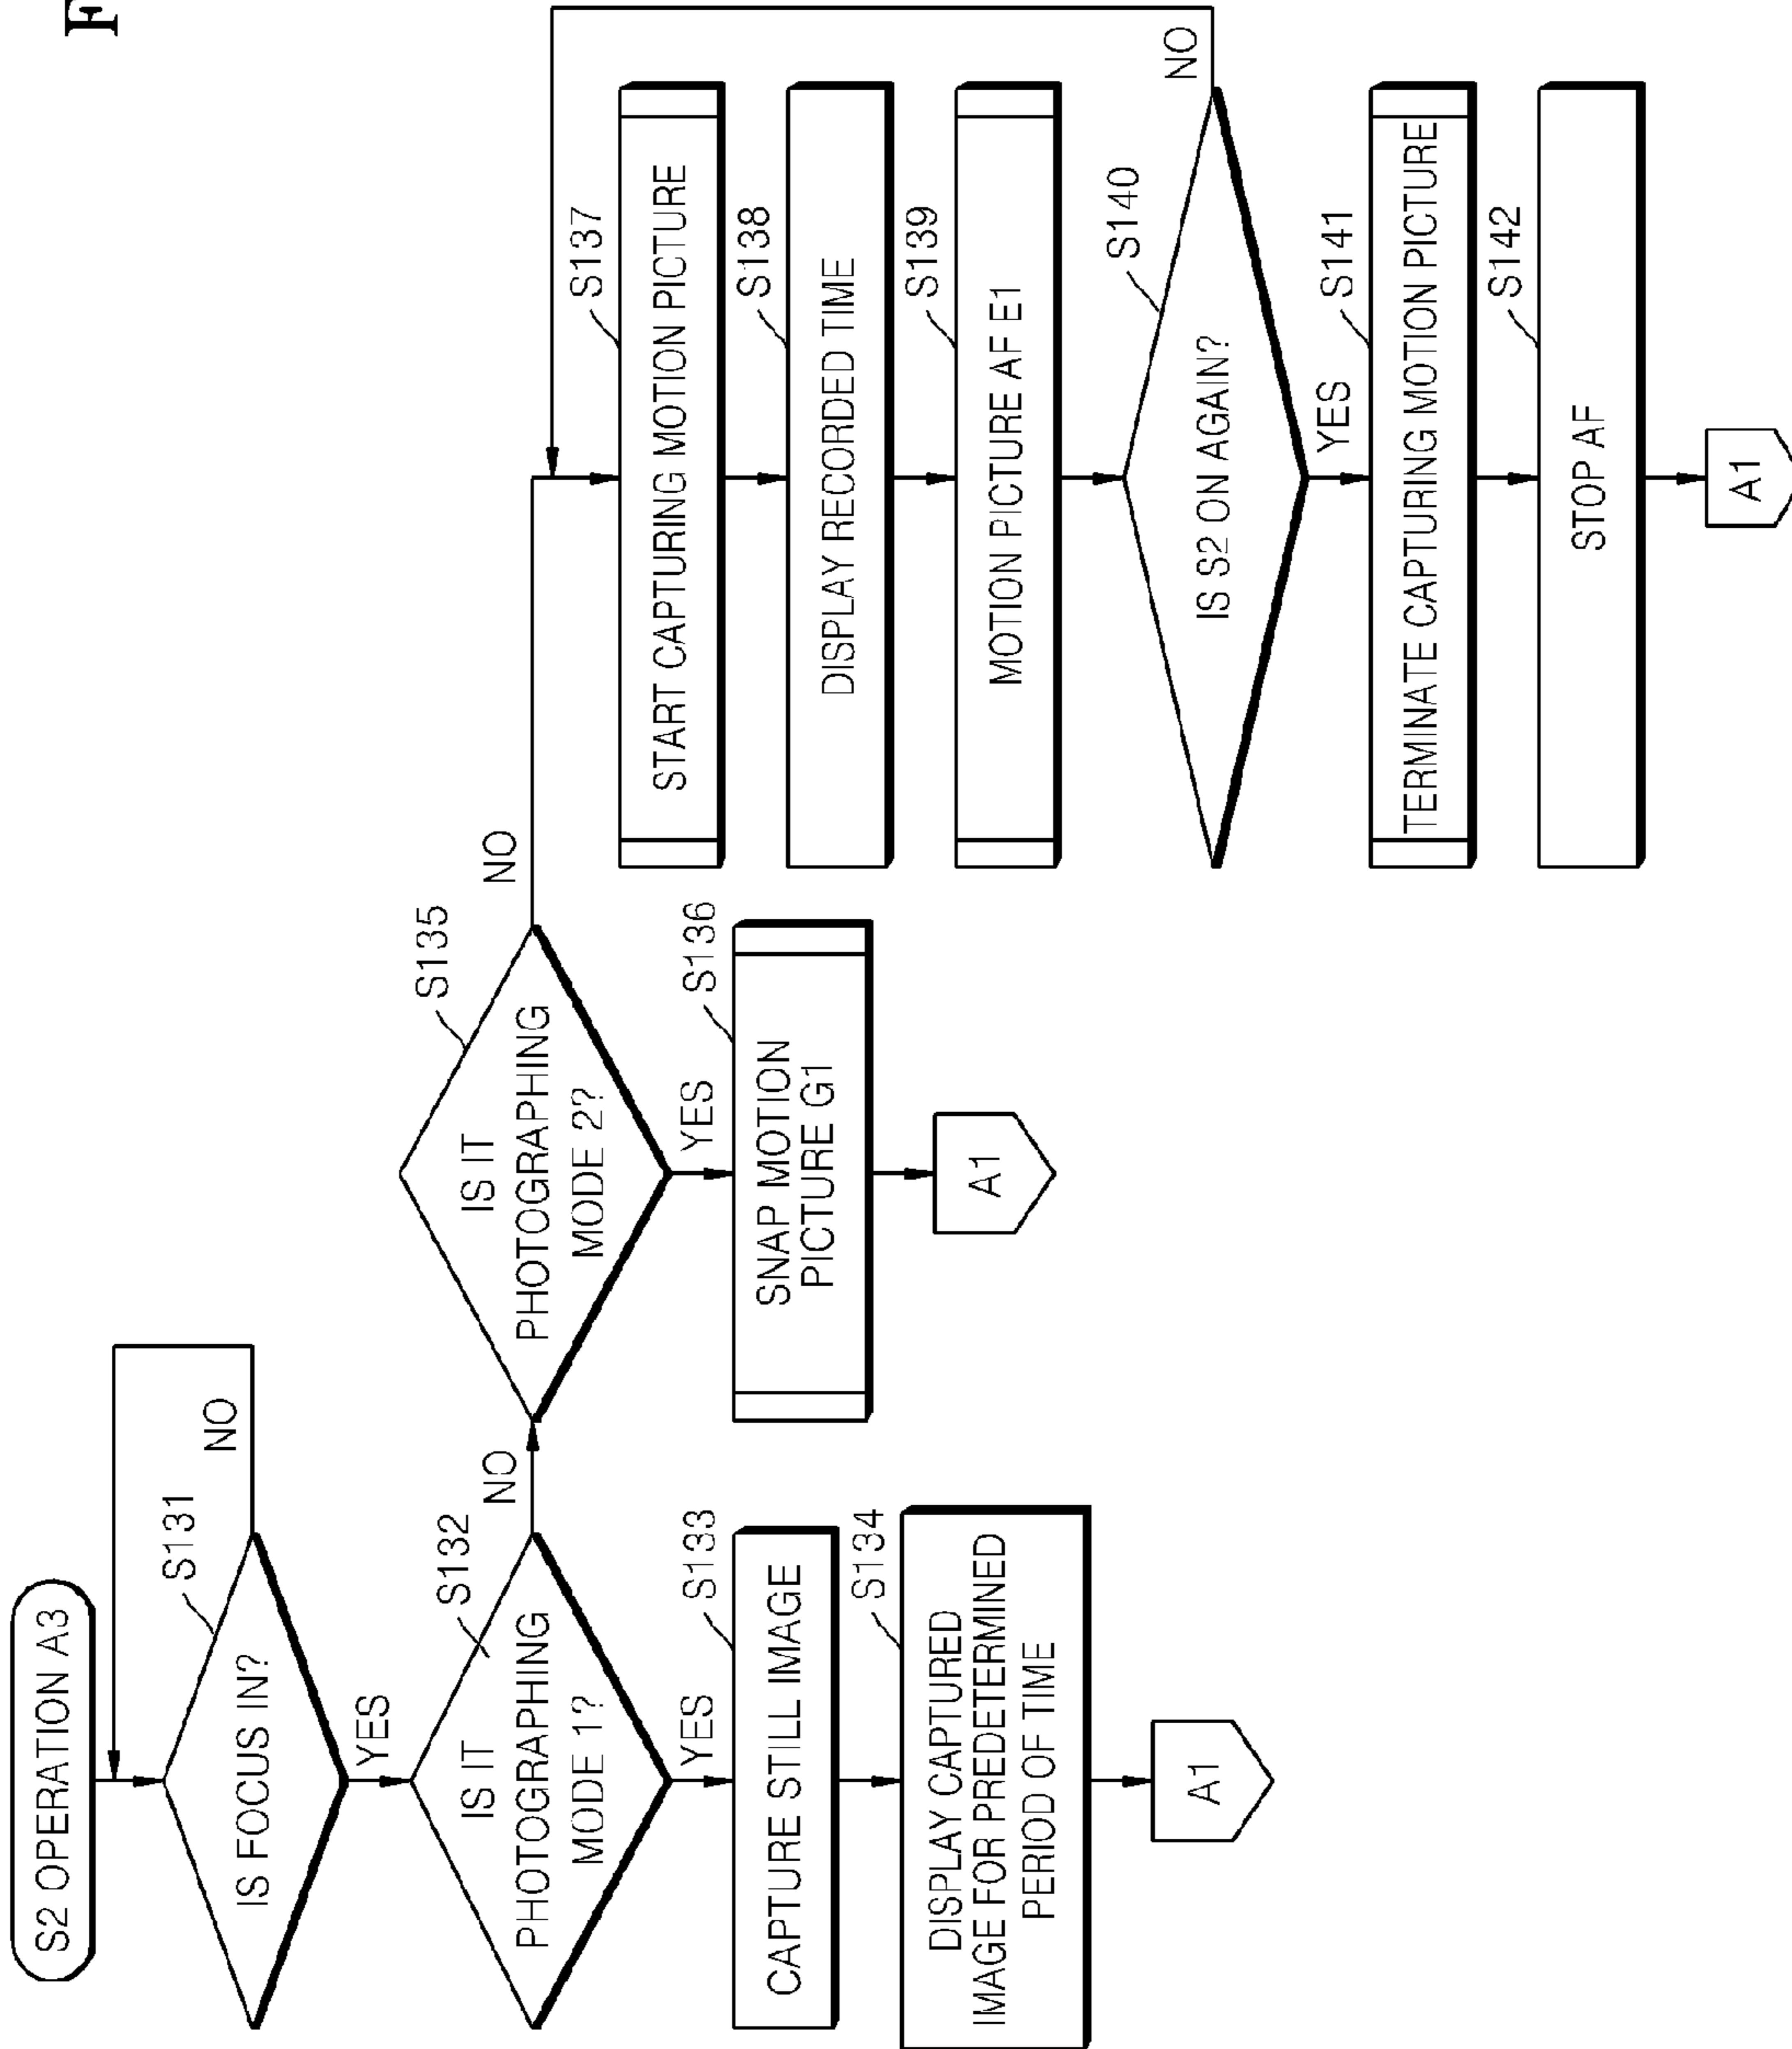 F
S2 OPERATION A3
S131
IS FOCUS IN?
NO
YES
S132
IS IT
PHOTOGRAPHING
MODE 1?
NO
YES
S133
CAPTURE STILL IMAGE
S134
DISPLAY CAPTURED
IMAGE FOR PREDETERMINED
PERIOD OF TIME
A1
S135
IS IT
PHOTOGRAPHING
MODE 2?
NO
YES
S136
SNAP MOTION
PICTURE G1
A1
S137
START CAPTURING MOTION PICTURE
S138
DISPLAY RECORDED TIME
S139
MOTION PICTURE AF E1
S140
IS S2 ON AGAIN?
NO
YES
S141
TERMINATE CAPTURING MOTION PICTURE
S142
STOP AF
A1